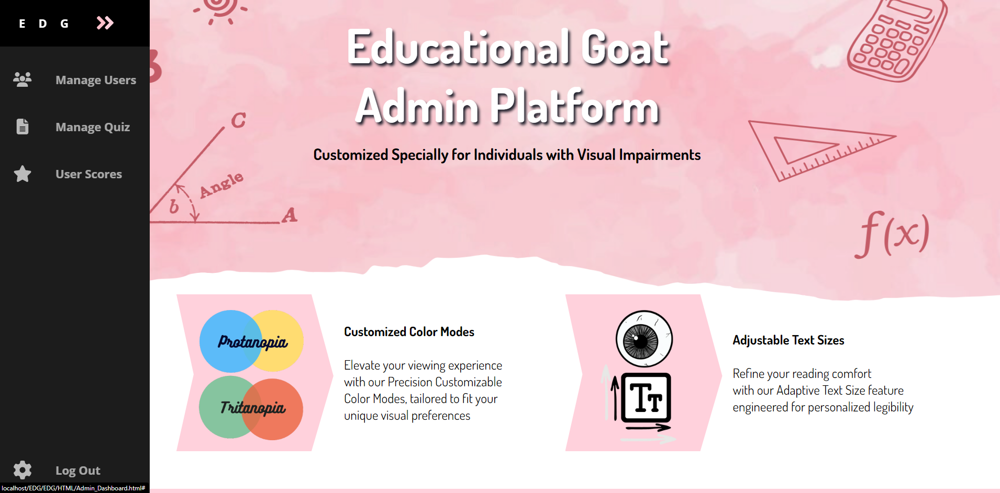 E D G
Manage Users
Manage Quiz
User Scores
Log Out
localhost/EDG/EDG/HTML/Admin_Dashboard.html#
Educational Goat
Admin Platform
Customized Specially for Individuals with Visual Impairments
C
Angle
b
A
f(x)
Protanopia
Tritanopia
Customized Color Modes
Elevate your viewing experience
with our Precision Customizable
Color Modes, tailored to fit your
unique visual preferences
Tt
Adjustable Text Sizes
Refine your reading comfort
with our Adaptive Text Size feature
engineered for personalized legibility